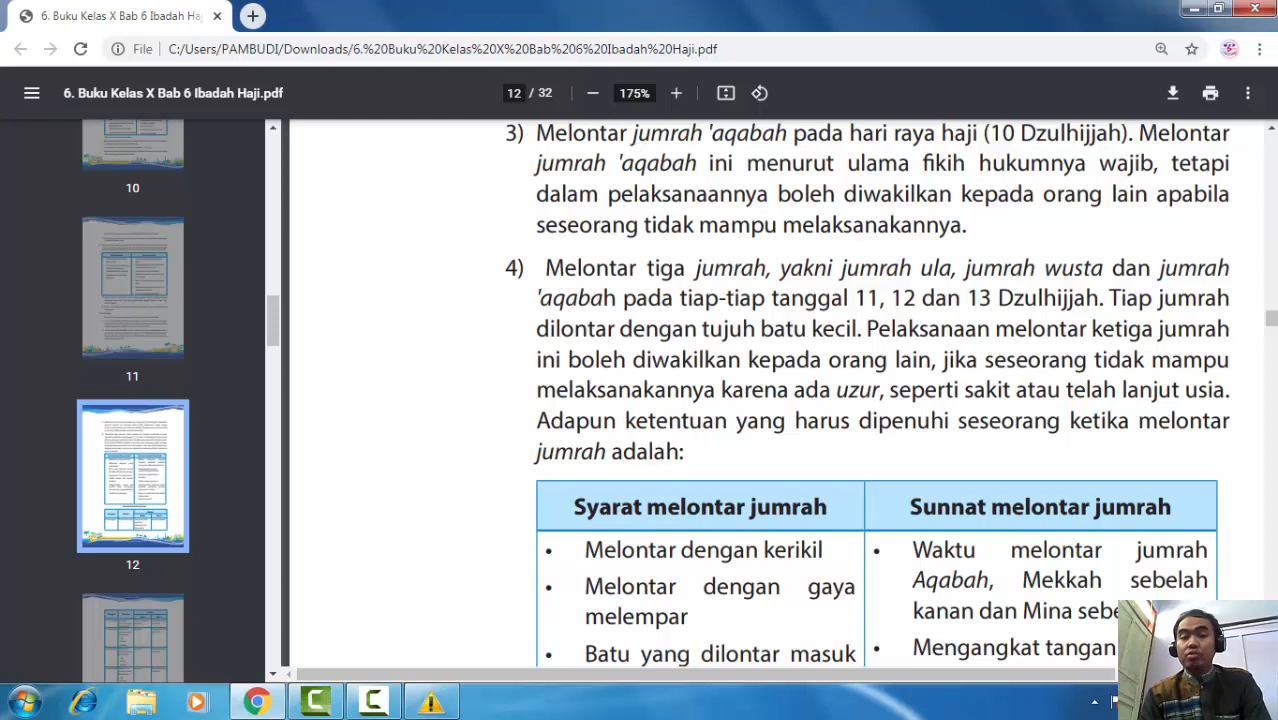 6. Buku Kelas X Bab 6 Ibadah Ha
File
C:/Users/PAMBUDI/Downloads/6.%20Buku%20Kelas%20X%20Bab%206%20Ibadah%20Haji.pdf
6. Buku Kelas X Bab 6 Ibadah Haji.pdf
12 / 32
175%
10
11
12
3) Melontar jumrah 'aqabah pada hari raya haji (10 Dzulhijjah). Melontar
jumrah 'aqabah ini menurut ulama fikih hukumnya wajib, tetapi
dalam pelaksanaannya boleh diwakilkan kepada orang lain apabila
seseorang tidak mampu melaksanakannya.
4) Melontar tiga jumrah, yakni jumrah ula, jumrah wusta dan jumrah
'aqabah pada tiap-tiap tanggal 11, 12 dan 13 Dzulhijjah. Tiap jumrah
dilontar dengan tujuh batu kecil. Pelaksanaan melontar ketiga jumrah
ini boleh diwakilkan kepada orang lain, jika seseorang tidak mampu
melaksanakannya karena ada uzur, seperti sakit atau telah lanjut usia.
Adapun ketentuan yang harus dipenuhi seseorang ketika melontar
jumrah adalah:
Syarat melontar jumrah
• Melontar dengan kerikil
• Melontar dengan gaya
melempar
• Batu yang dilontar masuk
Sunnat melontar jumrah
• Waktu melontar jumrah
Aqabah, Mekkah sebelah
kanan dan Mina sebe
• Mengangkat tangan